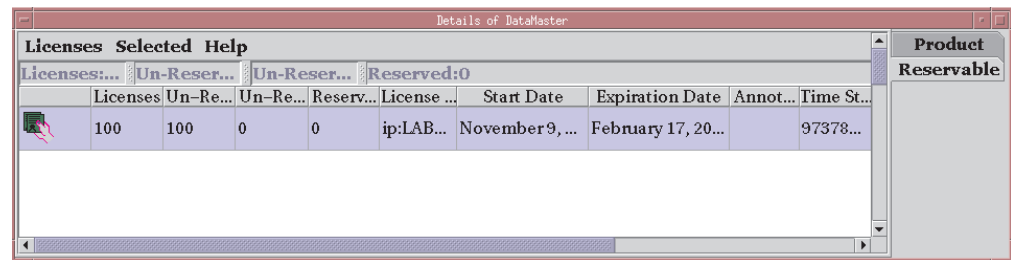 Details of DataMaster
Licenses Selected Help
Product
Licenses:... Un-Reser... Un-Reser... Reserved:0
Reservable
Licenses Un-Re... Un-Re... Reserv... License ... Start Date Expiration Date Annot... Time St...
100 100 0 0 ip:LAB... November 9, ... February 17, 20... 97378...